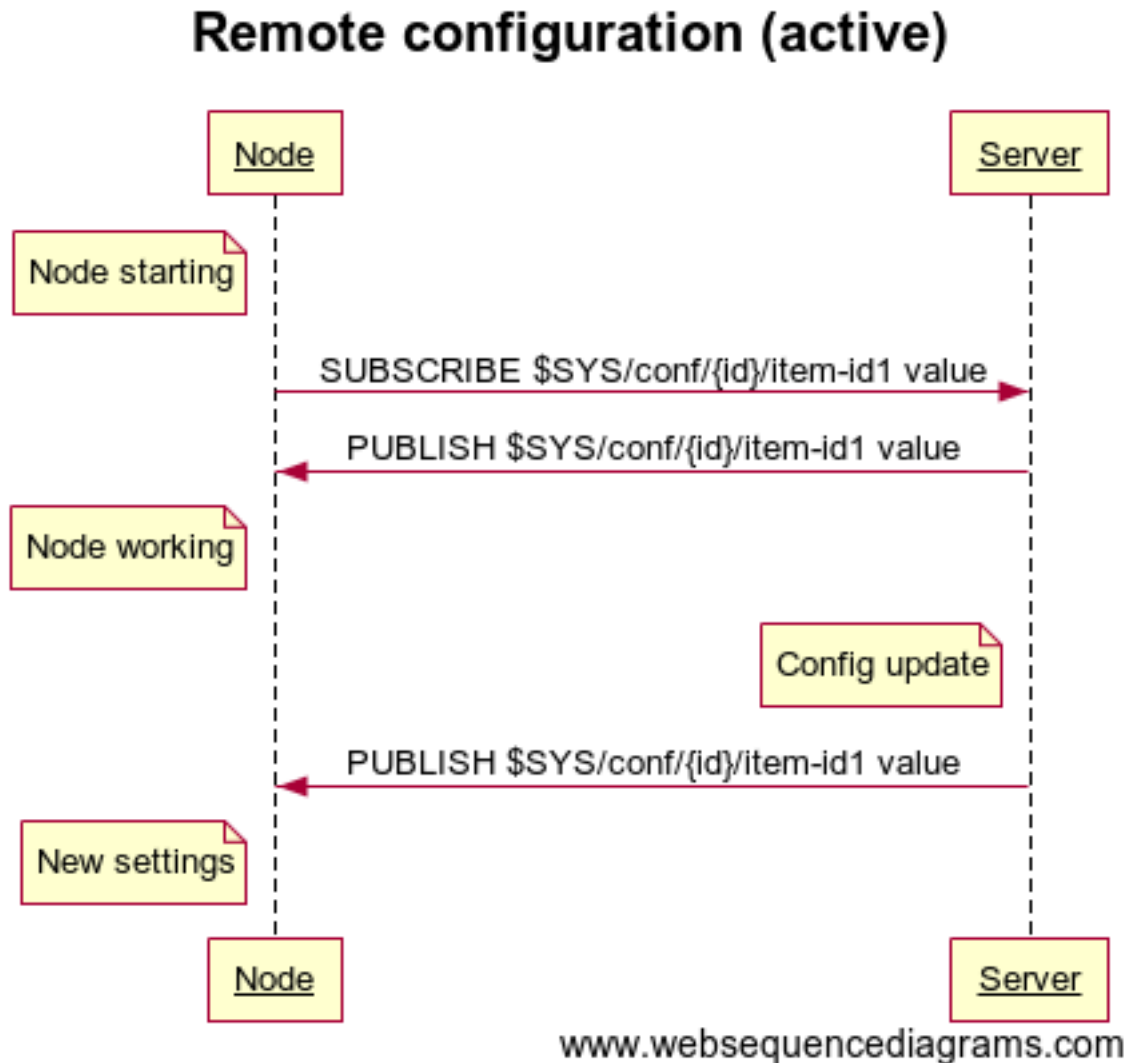 Remote configuration (active)
Node
Server
Node starting
SUBSCRIBE $SYS/conf/{id}/item-id1 value
PUBLISH $SYS/conf/{id}/item-id1 value
Node working
Config update
PUBLISH $SYS/conf/{id}/item-id1 value
New settings
Node
Server
www.websequencediagrams.com